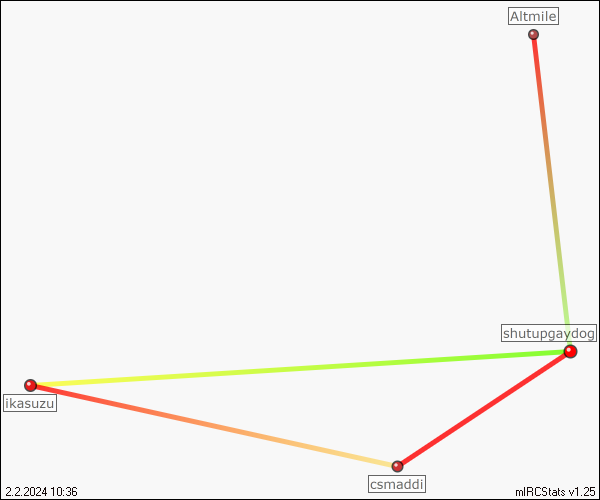 Altmile
shutupgaydog
ikasuzu
csmaddi
2.2.2024 10:36
mIRCStats v1.25